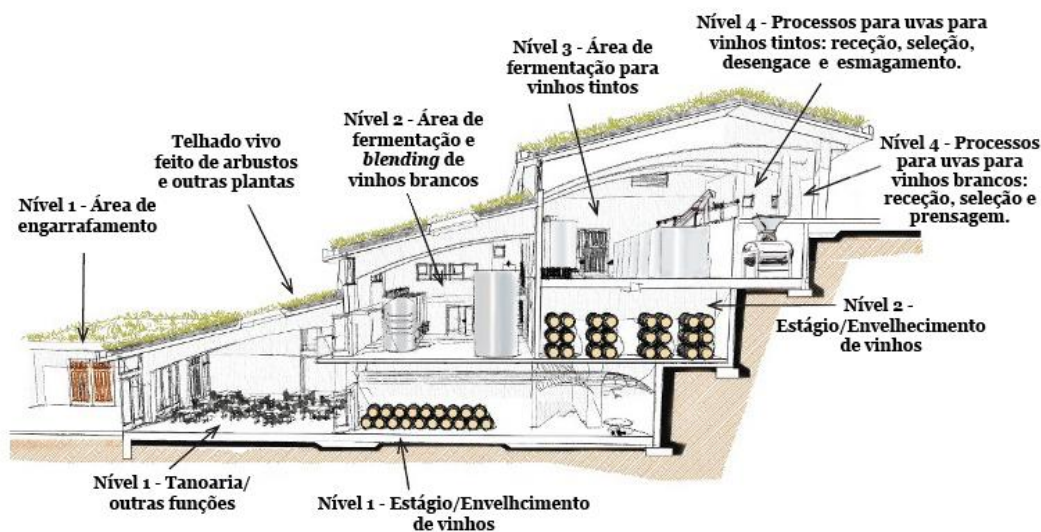 Nível 4 - Processos
para uvas para
vinhos tintos: receção, seleção,
desengace e esmagamento.
Nível 3 - Área de
fermentação para
vinhos tintos
Nível 2 - Área de
fermentação e
blending de
vinhos brancos
Telhado vivo
feito de arbustos
e outras plantas
Nível 1 - Área de
engarrafamento
Nível 4 - Processos
para uvas para
vinhos brancos:
receção, seleção e
prensagem.
Nível 2 -
Estágio/Envelhecimento
de vinhos
Nível 1 - Tanoaria/
outras funções
Nível 1 - Estágio/Envelhcimento
de vinhos